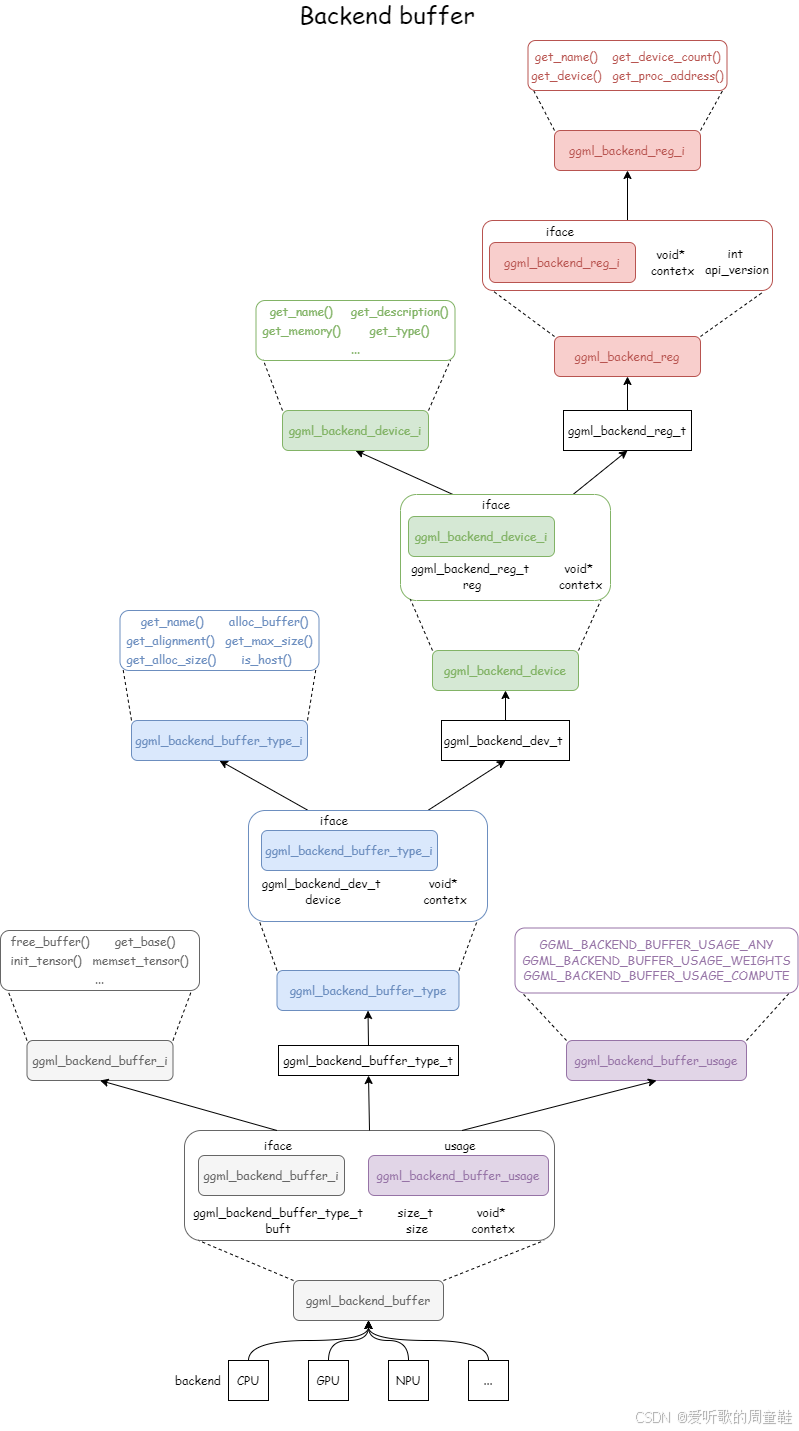 Backend buffer
get_name() get_device_count()
get_device() get_proc_address()
ggml_backend_reg_i
iface
ggml_backend_reg_i
void* int
contetx api_version
ggml_backend_reg
ggml_backend_reg_t
get_name() get_description()
get_memory() get_type()
...
ggml_backend_device_i
iface
ggml_backend_device_i
ggml_backend_reg_t void*
reg contetx
ggml_backend_device
ggml_backend_dev_t
get_name() alloc_buffer()
get_alignment() get_max_size()
get_alloc_size() is_host()
ggml_backend_buffer_type_i
iface
ggml_backend_buffer_type_i
ggml_backend_dev_t void*
device contetx
ggml_backend_buffer_type
ggml_backend_buffer_type_t
free_buffer() get_base()
init_tensor() memset_tensor()
...
ggml_backend_buffer_i
GGML_BACKEND_BUFFER_USAGE_ANY
GGML_BACKEND_BUFFER_USAGE_WEIGHTS
GGML_BACKEND_BUFFER_USAGE_COMPUTE
ggml_backend_buffer_usage
iface usage
ggml_backend_buffer_i ggml_backend_buffer_usage
ggml_backend_buffer_type_t size_t void*
buft size contetx
ggml_backend_buffer
backend CPU GPU NPU ...
CSDN @爱听歌的周童鞋